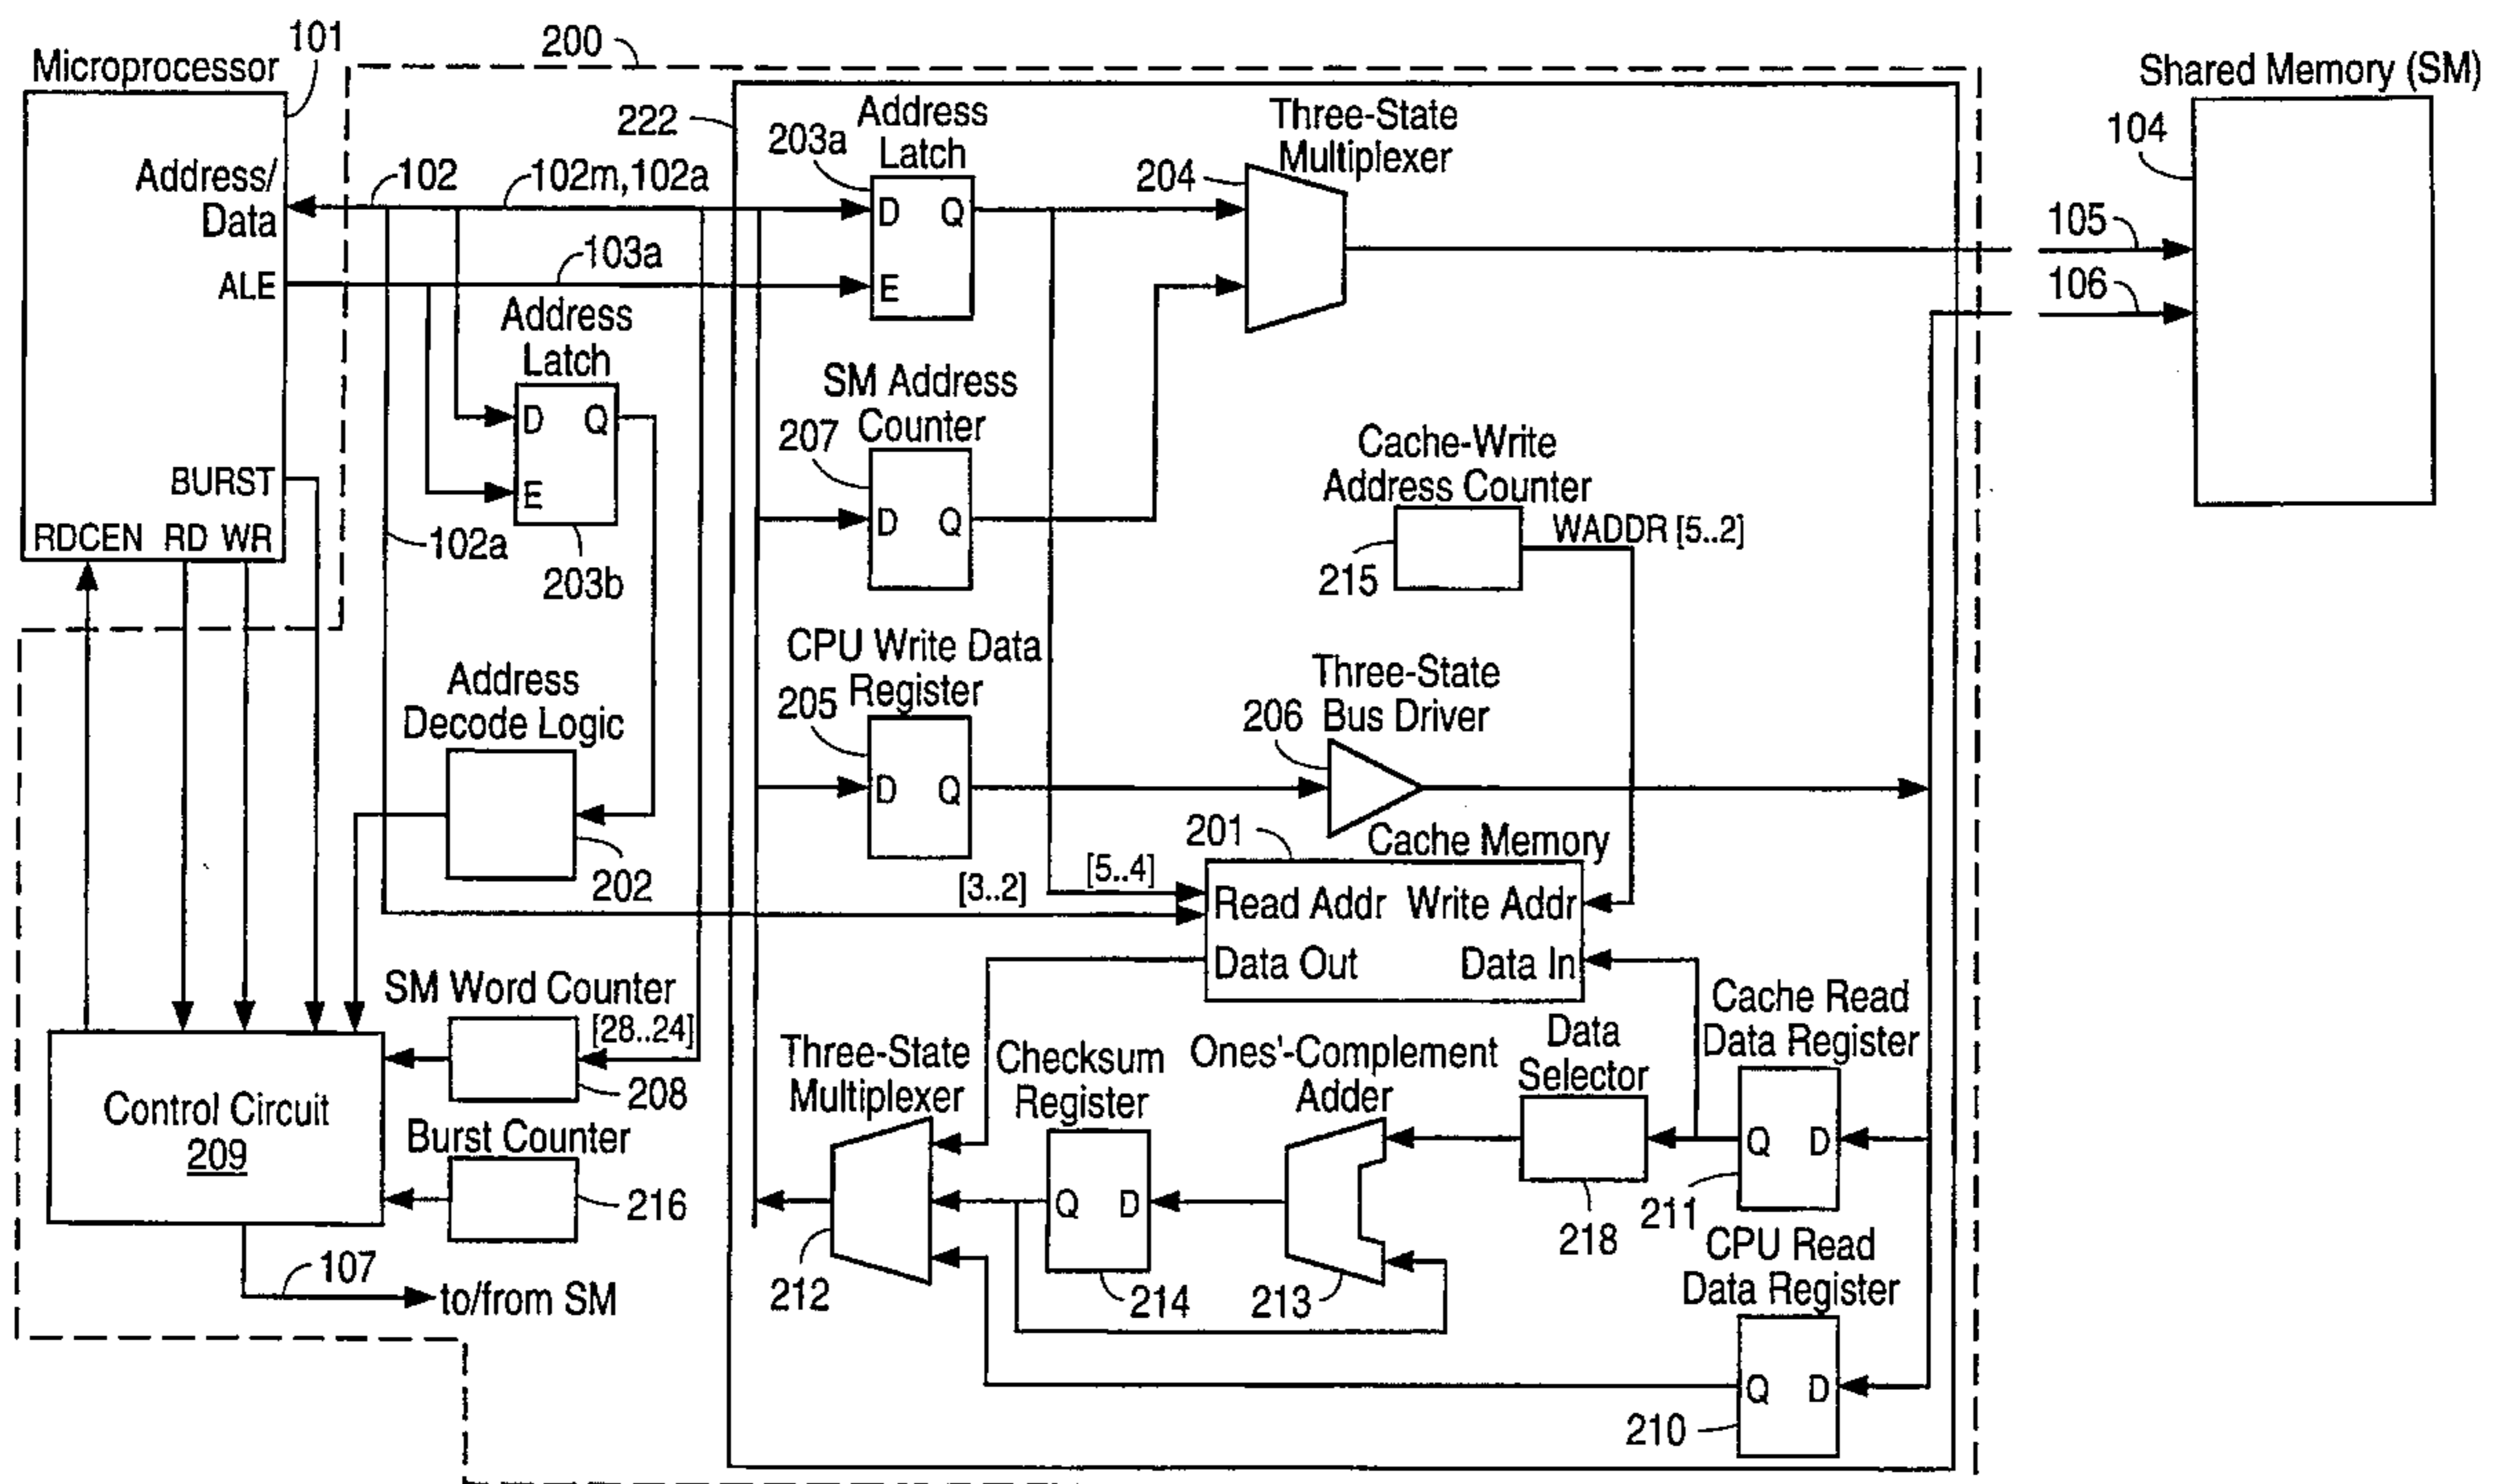 101
Microprocessor
200
Shared Memory (SM)
222
203a
Address
Latch
Three-State
Multiplexer
104
Address/
Data
102
102m,102a
D Q
204
105
ALE
103a
E
106
Address
Latch
SM Address
Counter
D Q
E
207
D Q
Cache-Write
Address Counter
BURST
RDCEN RD WR
102a
203b
215
WADDR [5..2]
CPU Write Data
Register
205
D Q
Three-State
Bus Driver
206
Address
Decode Logic
202
201
Cache Memory
[5..4]
[3..2]
Read Addr Write Addr
Data Out Data In
SM Word Counter
[28..24]
208
Control Circuit
209
Burst Counter
216
107
to/from SM
Three-State
Multiplexer
212
Checksum
Register
Q D
214
Ones'-Complement
Adder
213
Data
Selector
218
Cache Read
Data Register
Q D
211
CPU Read
Data Register
Q D
210